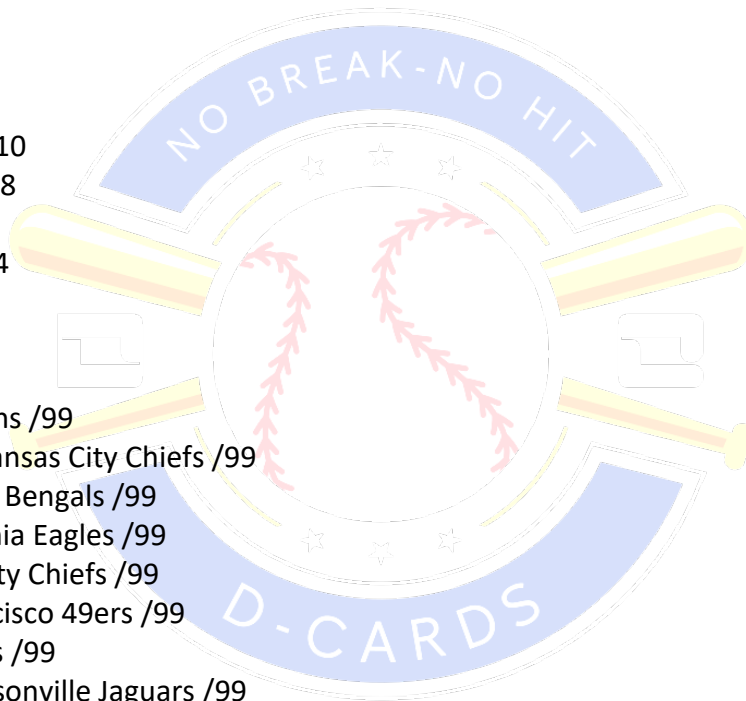 NO BREAK-NO HIT
10
8
4
ns /99
nsas City Chiefs /99
Bengals /99
nia Eagles /99
ty Chiefs /99
cisco 49ers /99
s /99
sonville Jaguars /99
D-CARDS